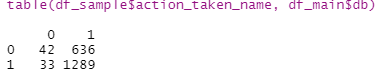 table(df_sample$action_taken_name, df_main$db)
0 1
0 42 636
1 33 1289